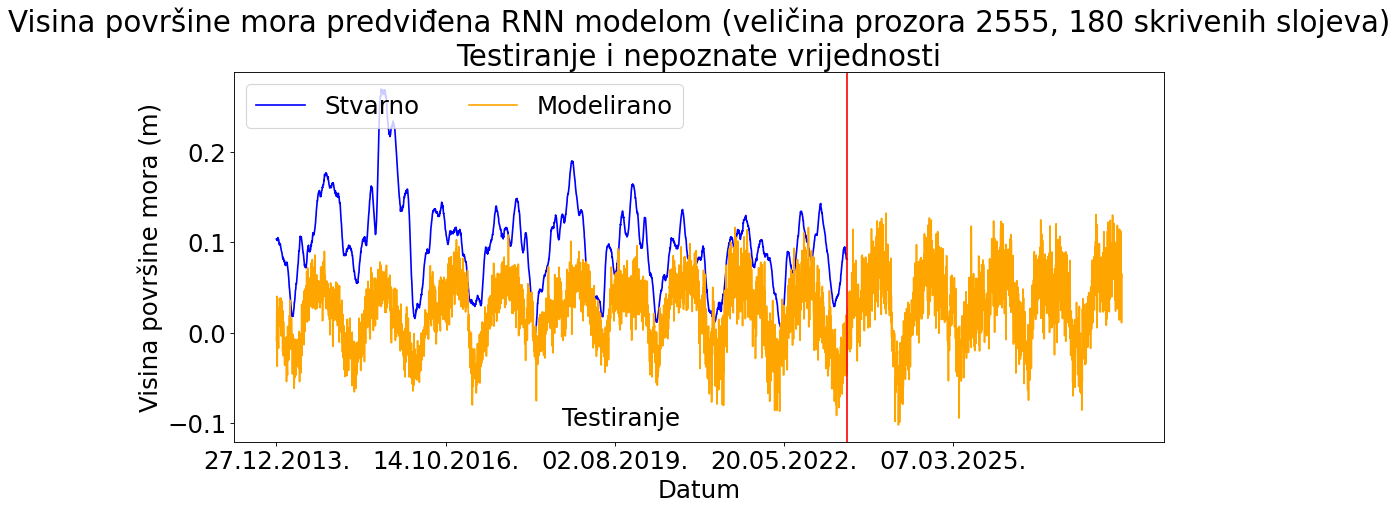 Visina površine mora predviđena RNN modelom (veličina prozora 2555, 180 skrivenih slojeva)
Testiranje i nepoznate vrijednosti
Stvarno
Modelirano
Visina površine mora (m)
0.2
0.1
0.0
−0.1
Testiranje
27.12.2013.
14.10.2016.
02.08.2019.
20.05.2022.
07.03.2025.
Datum